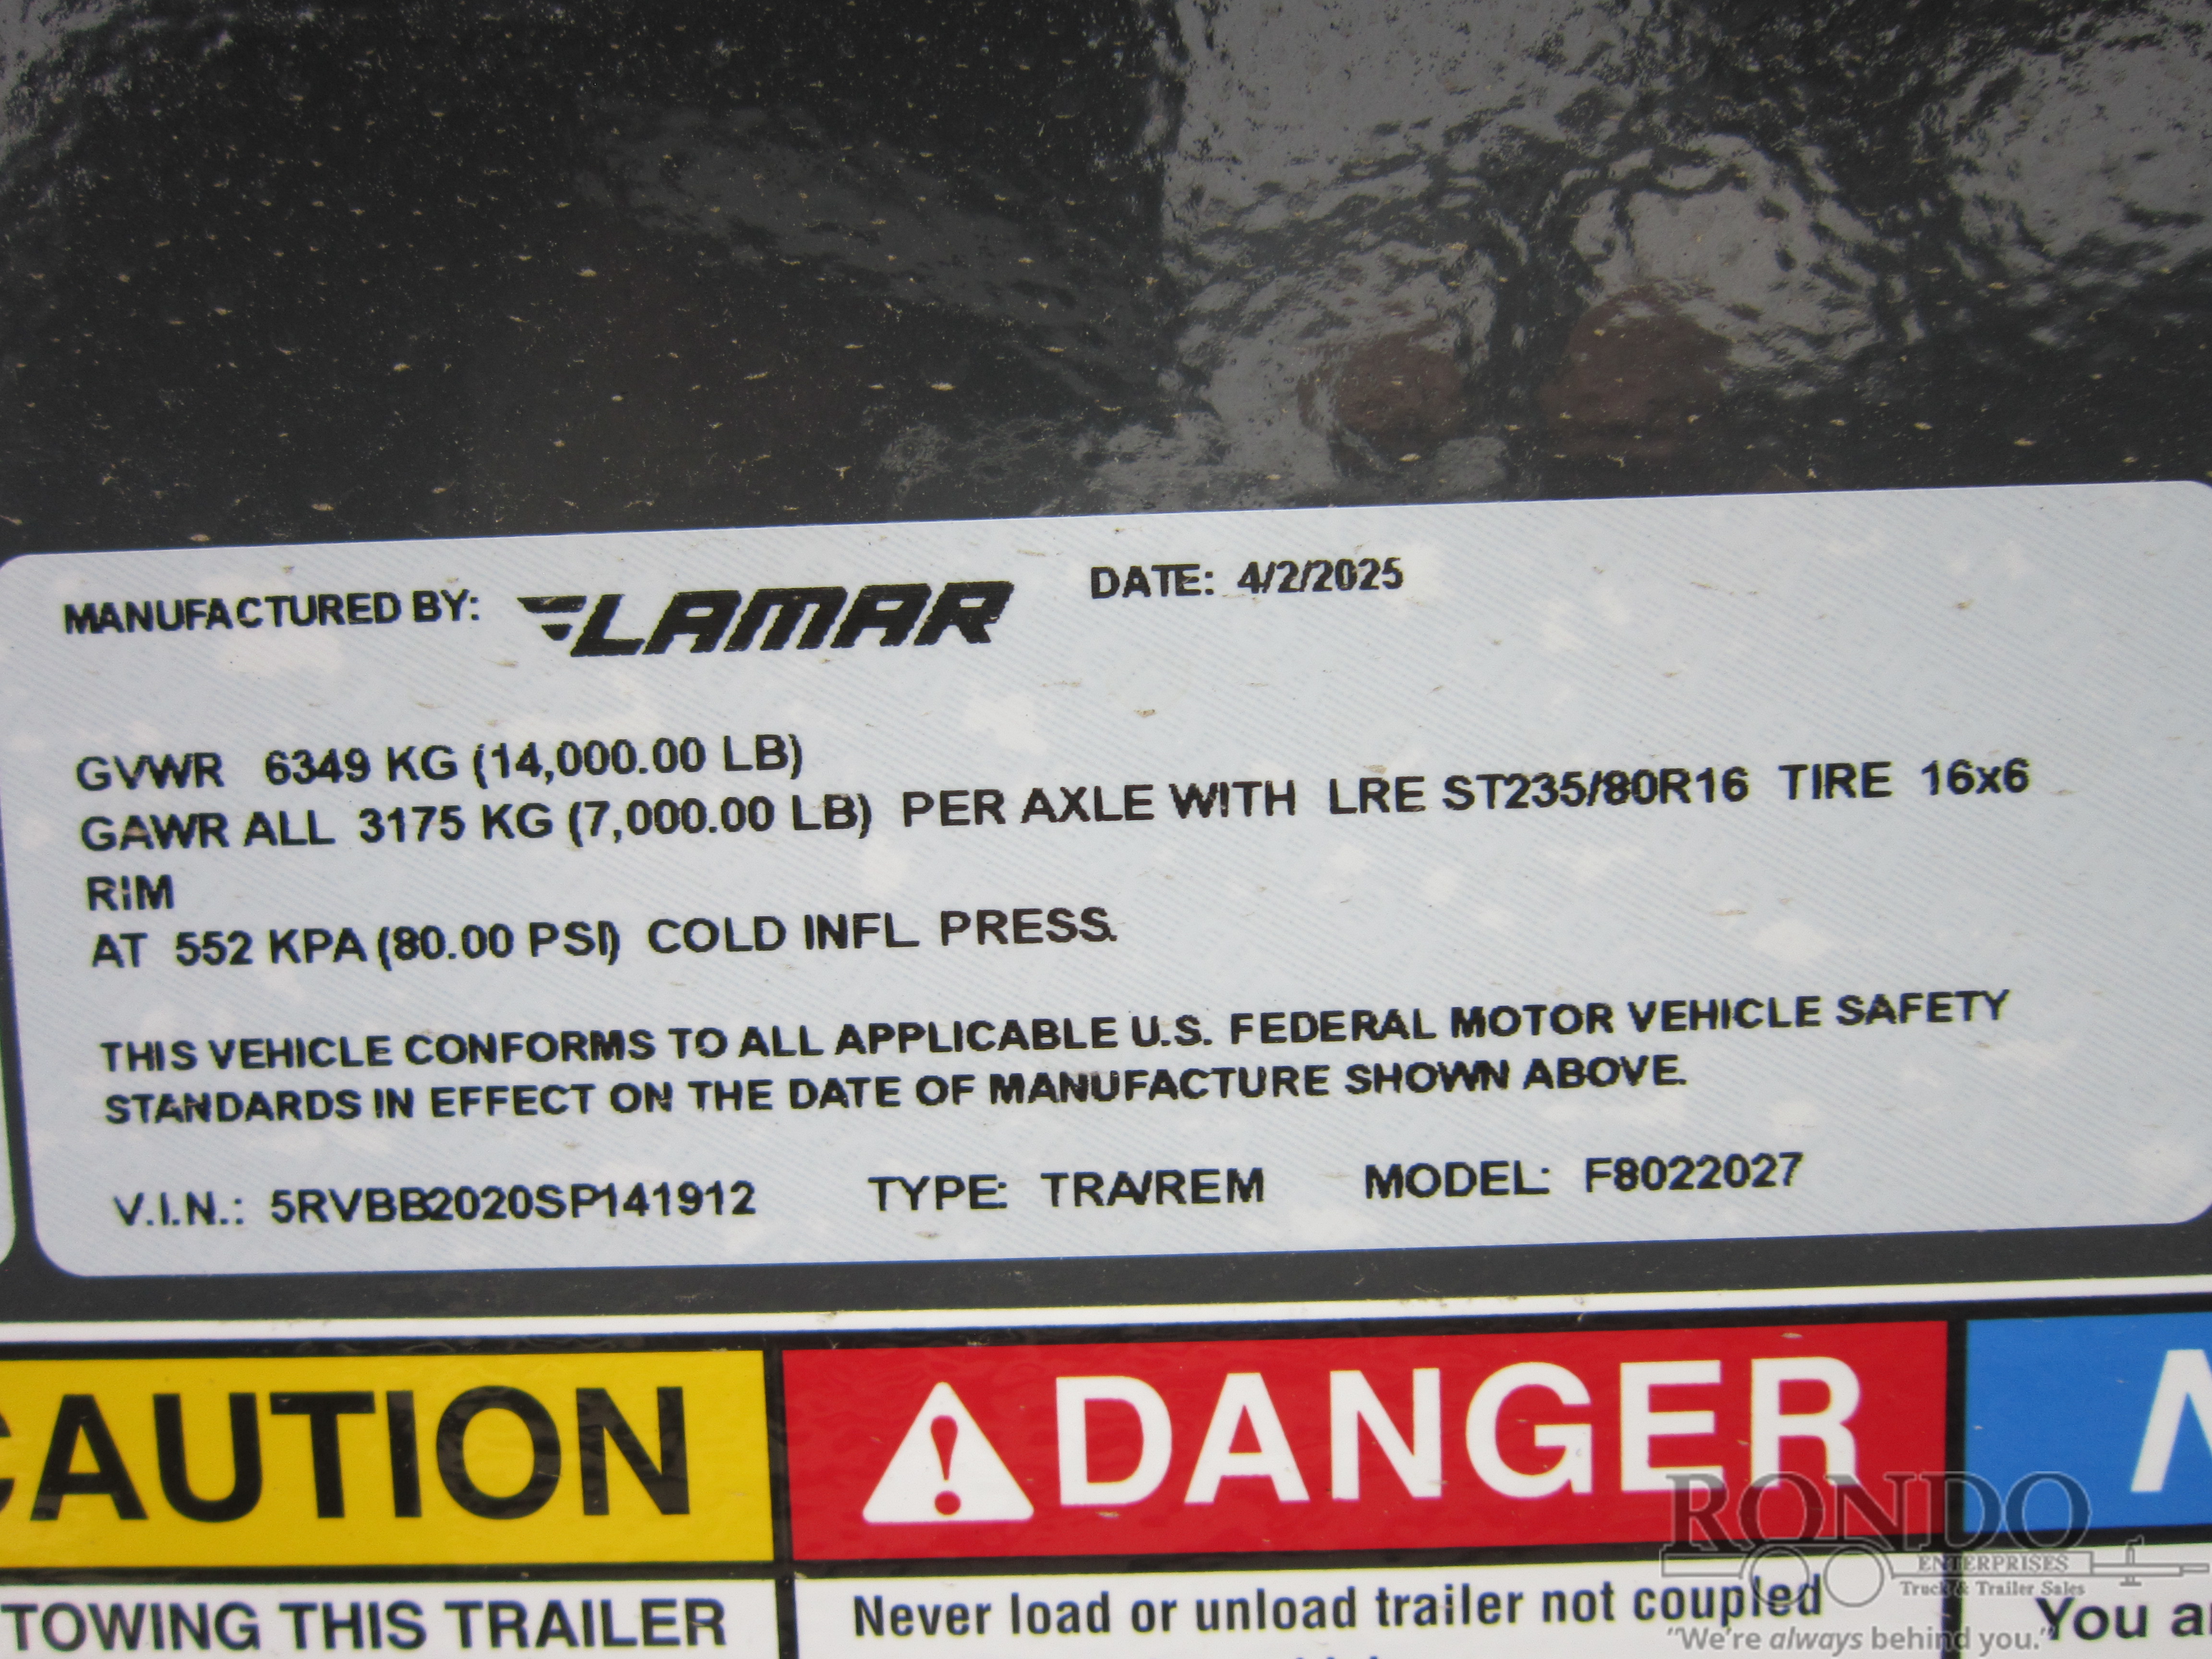 MANUFACTURED BY: LAMAR DATE: 4/2/2025
GVWR 6349 KG (14,000.00 LB)
GAWR ALL 3175 KG (7,000.00 LB) PER AXLE WITH LRE ST235/80R16 TIRE 16x6
RIM
AT 552 KPA (80.00 PSI) COLD INFL PRESS.
THIS VEHICLE CONFORMS TO ALL APPLICABLE U.S. FEDERAL MOTOR VEHICLE SAFETY
STANDARDS IN EFFECT ON THE DATE OF MANUFACTURE SHOWN ABOVE.
V.I.N.: 5RVBB2020SP141912 TYPE: TRA/REM MODEL: F8022027
CAUTION
TOWING THIS TRAILER
DANGER
Never load or unload trailer not coupled
You
RONDO
ENTERPRISES
Truck & Trailer Sales
"We're always behind you."